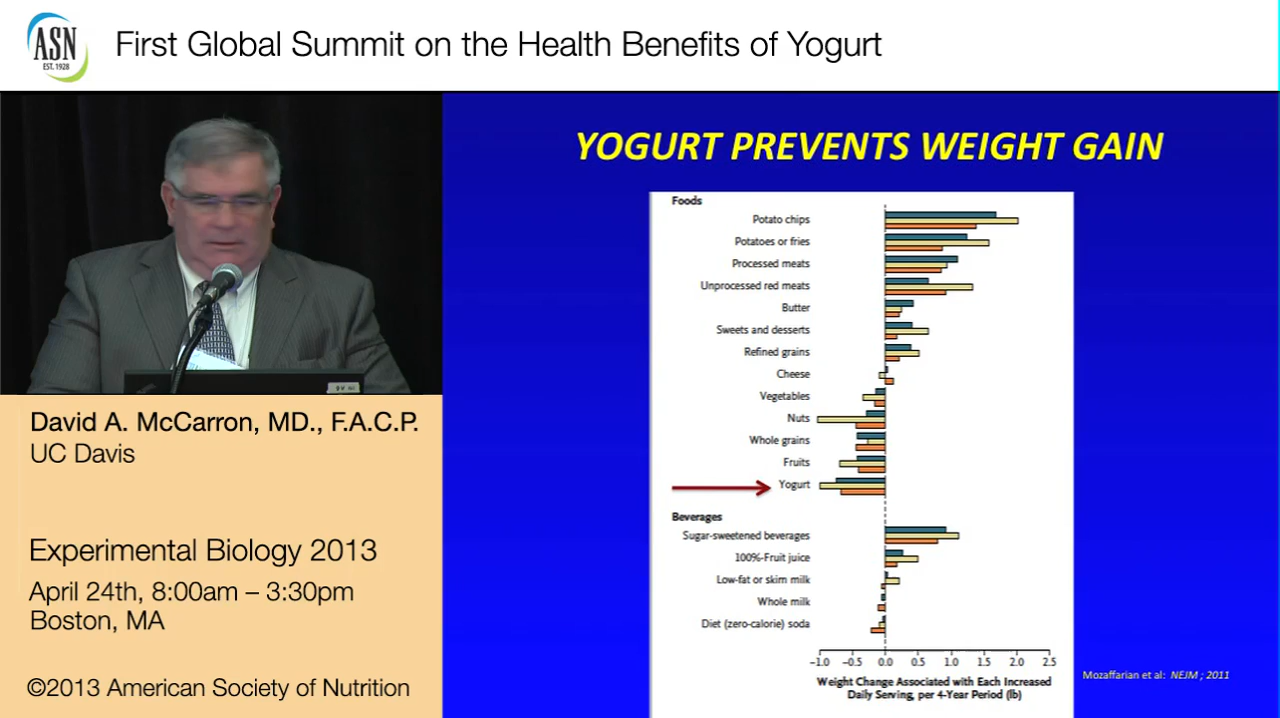 ASN
EST. 1928
First Global Summit on the Health Benefits of Yogurt
David A. McCarron, MD., F.A.C.P.
UC Davis
Experimental Biology 2013
April 24th, 8:00am – 3:30pm
Boston, MA
©2013 American Society of Nutrition
YOGURT PREVENTS WEIGHT GAIN
Foods
Potato chips
Potatoes or fries
Processed meats
Unprocessed red meats
Butter
Sweets and desserts
Refined grains
Cheese
Vegetables
Nuts
Whole grains
Fruits
Yogurt
Beverages
Sugar-sweetened beverages
100%-Fruit juice
Low-fat or skim milk
Whole milk
Diet (zero-calorie) soda
−1.0 −0.5 0.0 0.5 1.0 1.5 2.0 2.5
Weight Change Associated with Each Increased
Daily Serving, per 4-Year Period (lb)
Mozaffarian et al: NEJM ; 2011